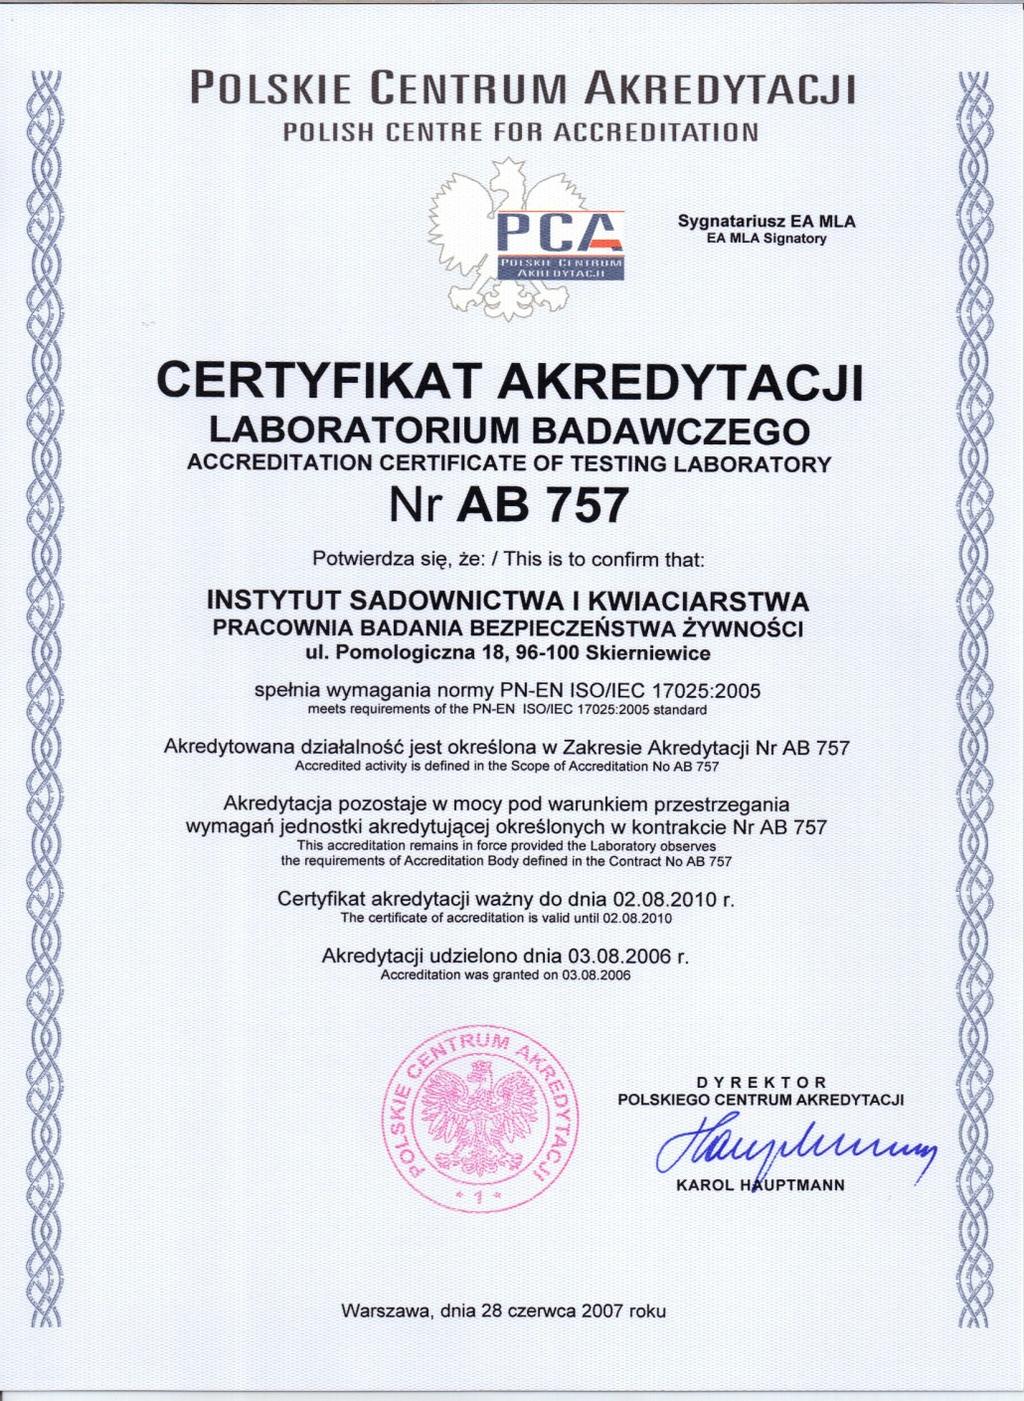 POLSKIE CENTRUM AKREDYTACJI
POLISH CENTRE FOR ACCREDITATION
PCA
POLSKIE CENTRUM
AKREDYTACJI
Sygnatariusz EA MLA
EA MLA Signatory
CERTYFIKAT AKREDYTACJI
LABORATORIUM BADAWCZEGO
ACCREDITATION CERTIFICATE OF TESTING LABORATORY
Nr AB 757
Potwierdza się, że: / This is to confirm that:
INSTYTUT SADOWNICTWA I KWIACIARSTWA
PRACOWNIA BADANIA BEZPIECZEŃSTWA ŻYWNOŚCI
ul. Pomologiczna 18, 96-100 Skierniewice
spełnia wymagania normy PN-EN ISO/IEC 17025:2005
meets requirements of the PN-EN ISO/IEC 17025:2005 standard
Akredytowana działalność jest określona w Zakresie Akredytacji Nr AB 757
Accredited activity is defined in the Scope of Accreditation No AB 757
Akredytacja pozostaje w mocy pod warunkiem przestrzegania
wymagań jednostki akredytującej określonych w kontrakcie Nr AB 757
This accreditation remains in force provided the Laboratory observes
the requirements of Accreditation Body defined in the Contract No AB 757
Certyfikat akredytacji ważny do dnia 02.08.2010 r.
The certificate of accreditation is valid until 02.08.2010
Akredytacji udzielono dnia 03.08.2006 r.
Accreditation was granted on 03.08.2006
POLSKIE CENTRUM AKREDYTACJI
* 1 *
DYREKTOR
POLSKIEGO CENTRUM AKREDYTACJI
Hauptmann
KAROL HAUPTMANN
Warszawa, dnia 28 czerwca 2007 roku